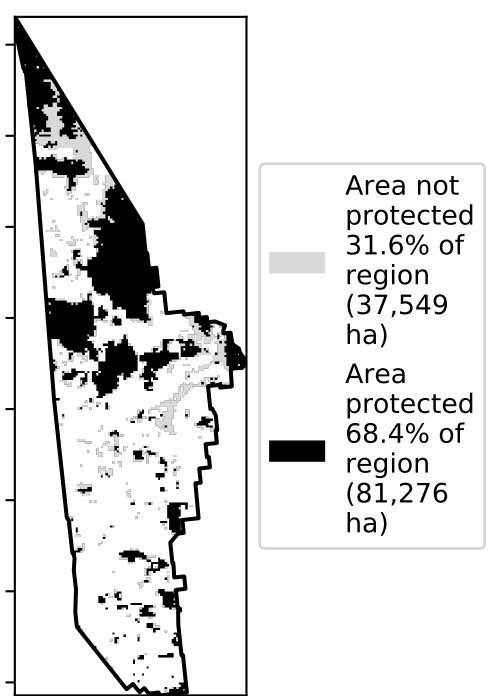 Area not
protected
31.6% of
region
(37,549
ha)
Area
protected
68.4% of
region
(81,276
ha)